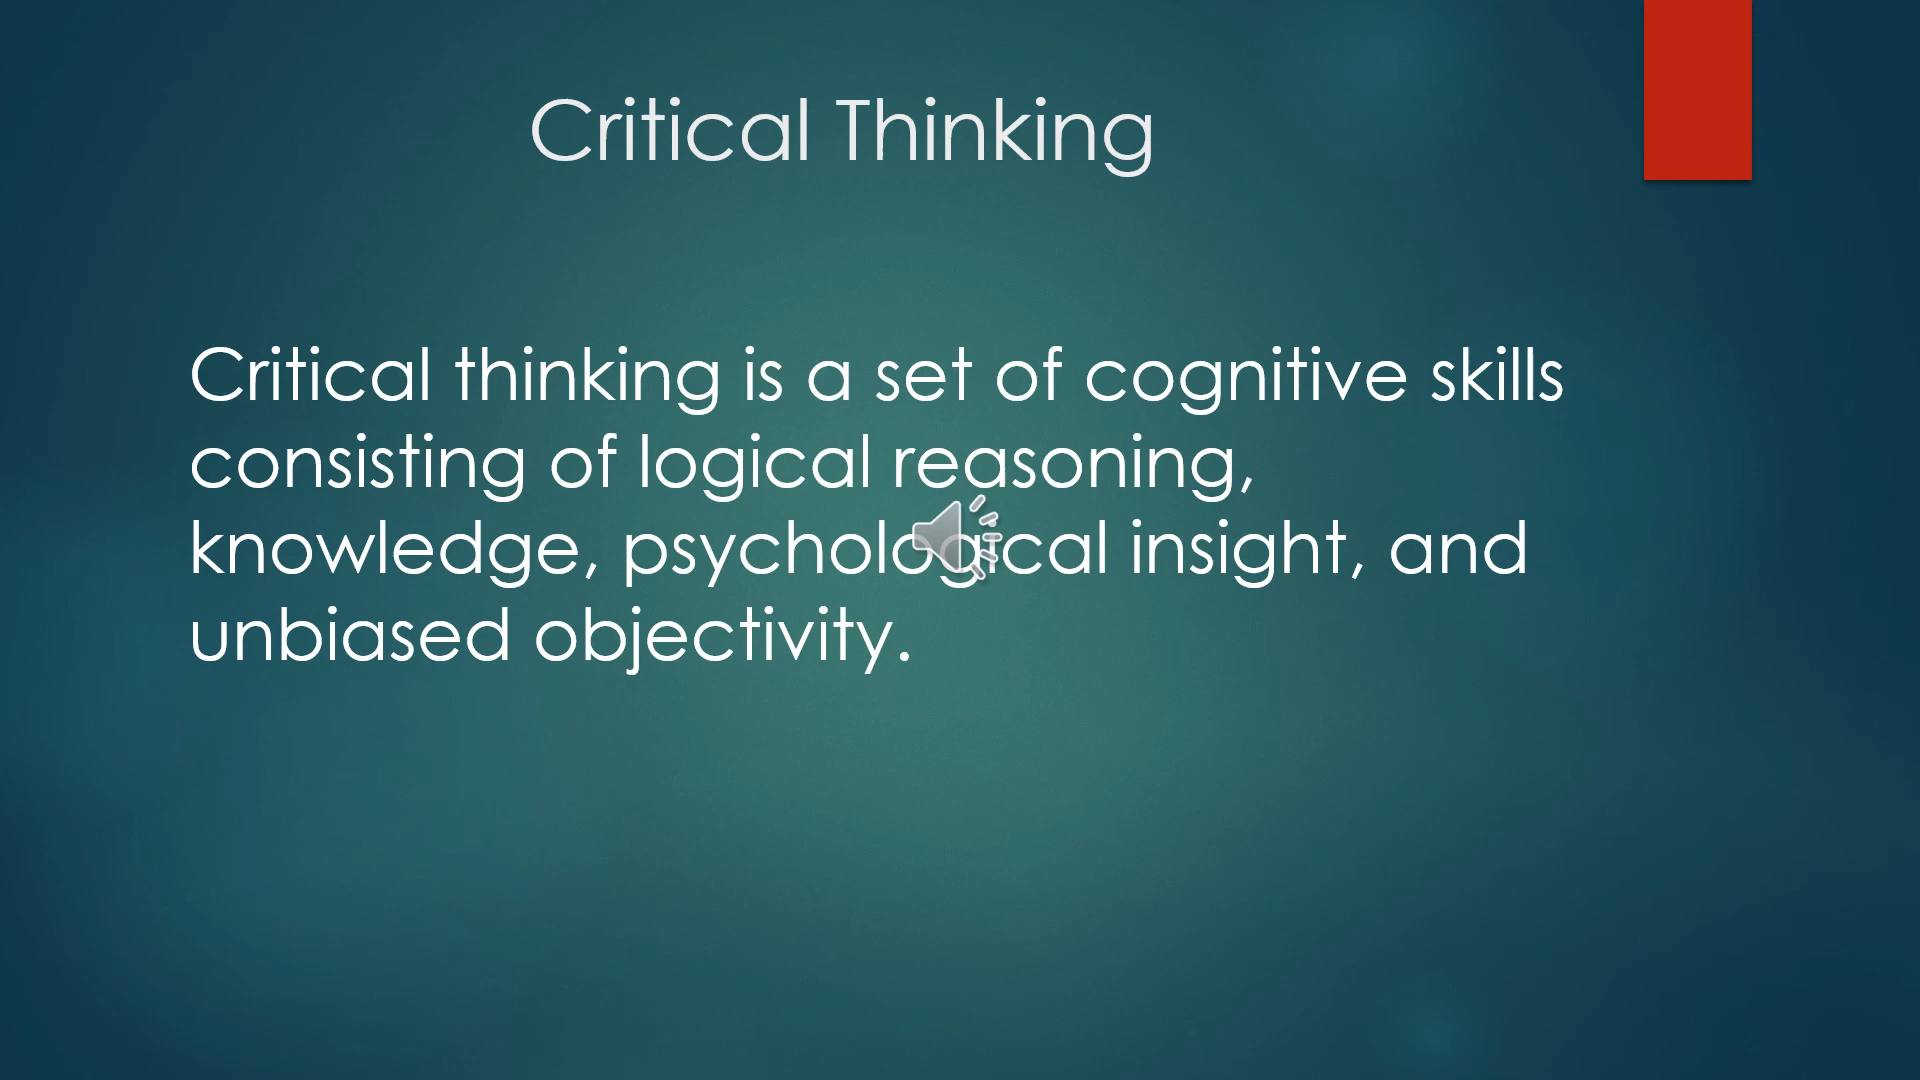 Critical Thinking
Critical thinking is a set of cognitive skills
consisting of logical reasoning,
knowledge, psychological insight, and
unbiased objectivity.